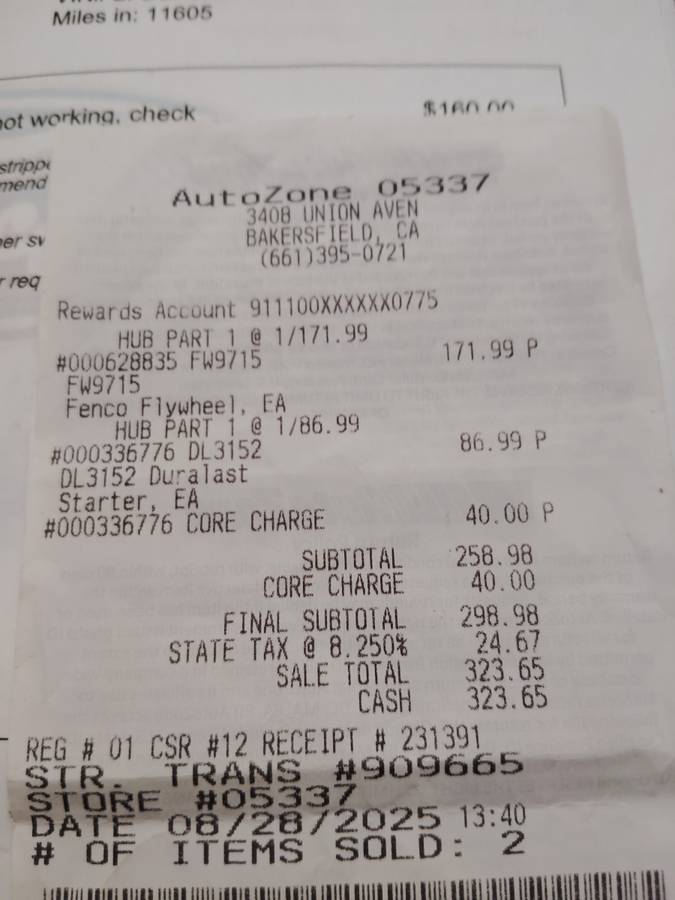 Miles in: 11605
not working, check
$160.00
mend
r req
AutoZone 05337
3408 UNION AVEN
BAKERSFIELD, CA
(661)395-0721
Rewards Account 911100XXXXXX0775
HUB PART 1 @ 1/171.99
#000628835 FW9715 171.99 P
FW9715
Fenco Flywheel, EA
HUB PART 1 @ 1/86.99
#000336776 DL3152 86.99 P
DL3152 Duralast
Starter, EA
#000336776 CORE CHARGE 40.00 P
SUBTOTAL 258.98
CORE CHARGE 40.00
FINAL SUBTOTAL 298.98
STATE TAX @ 8.250% 24.67
SALE TOTAL 323.65
CASH 323.65
REG # 01 CSR #12 RECEIPT # 231391
STR. TRANS #909665
STORE #05337
DATE 08/28/2025 13:40
# OF ITEMS SOLD: 2